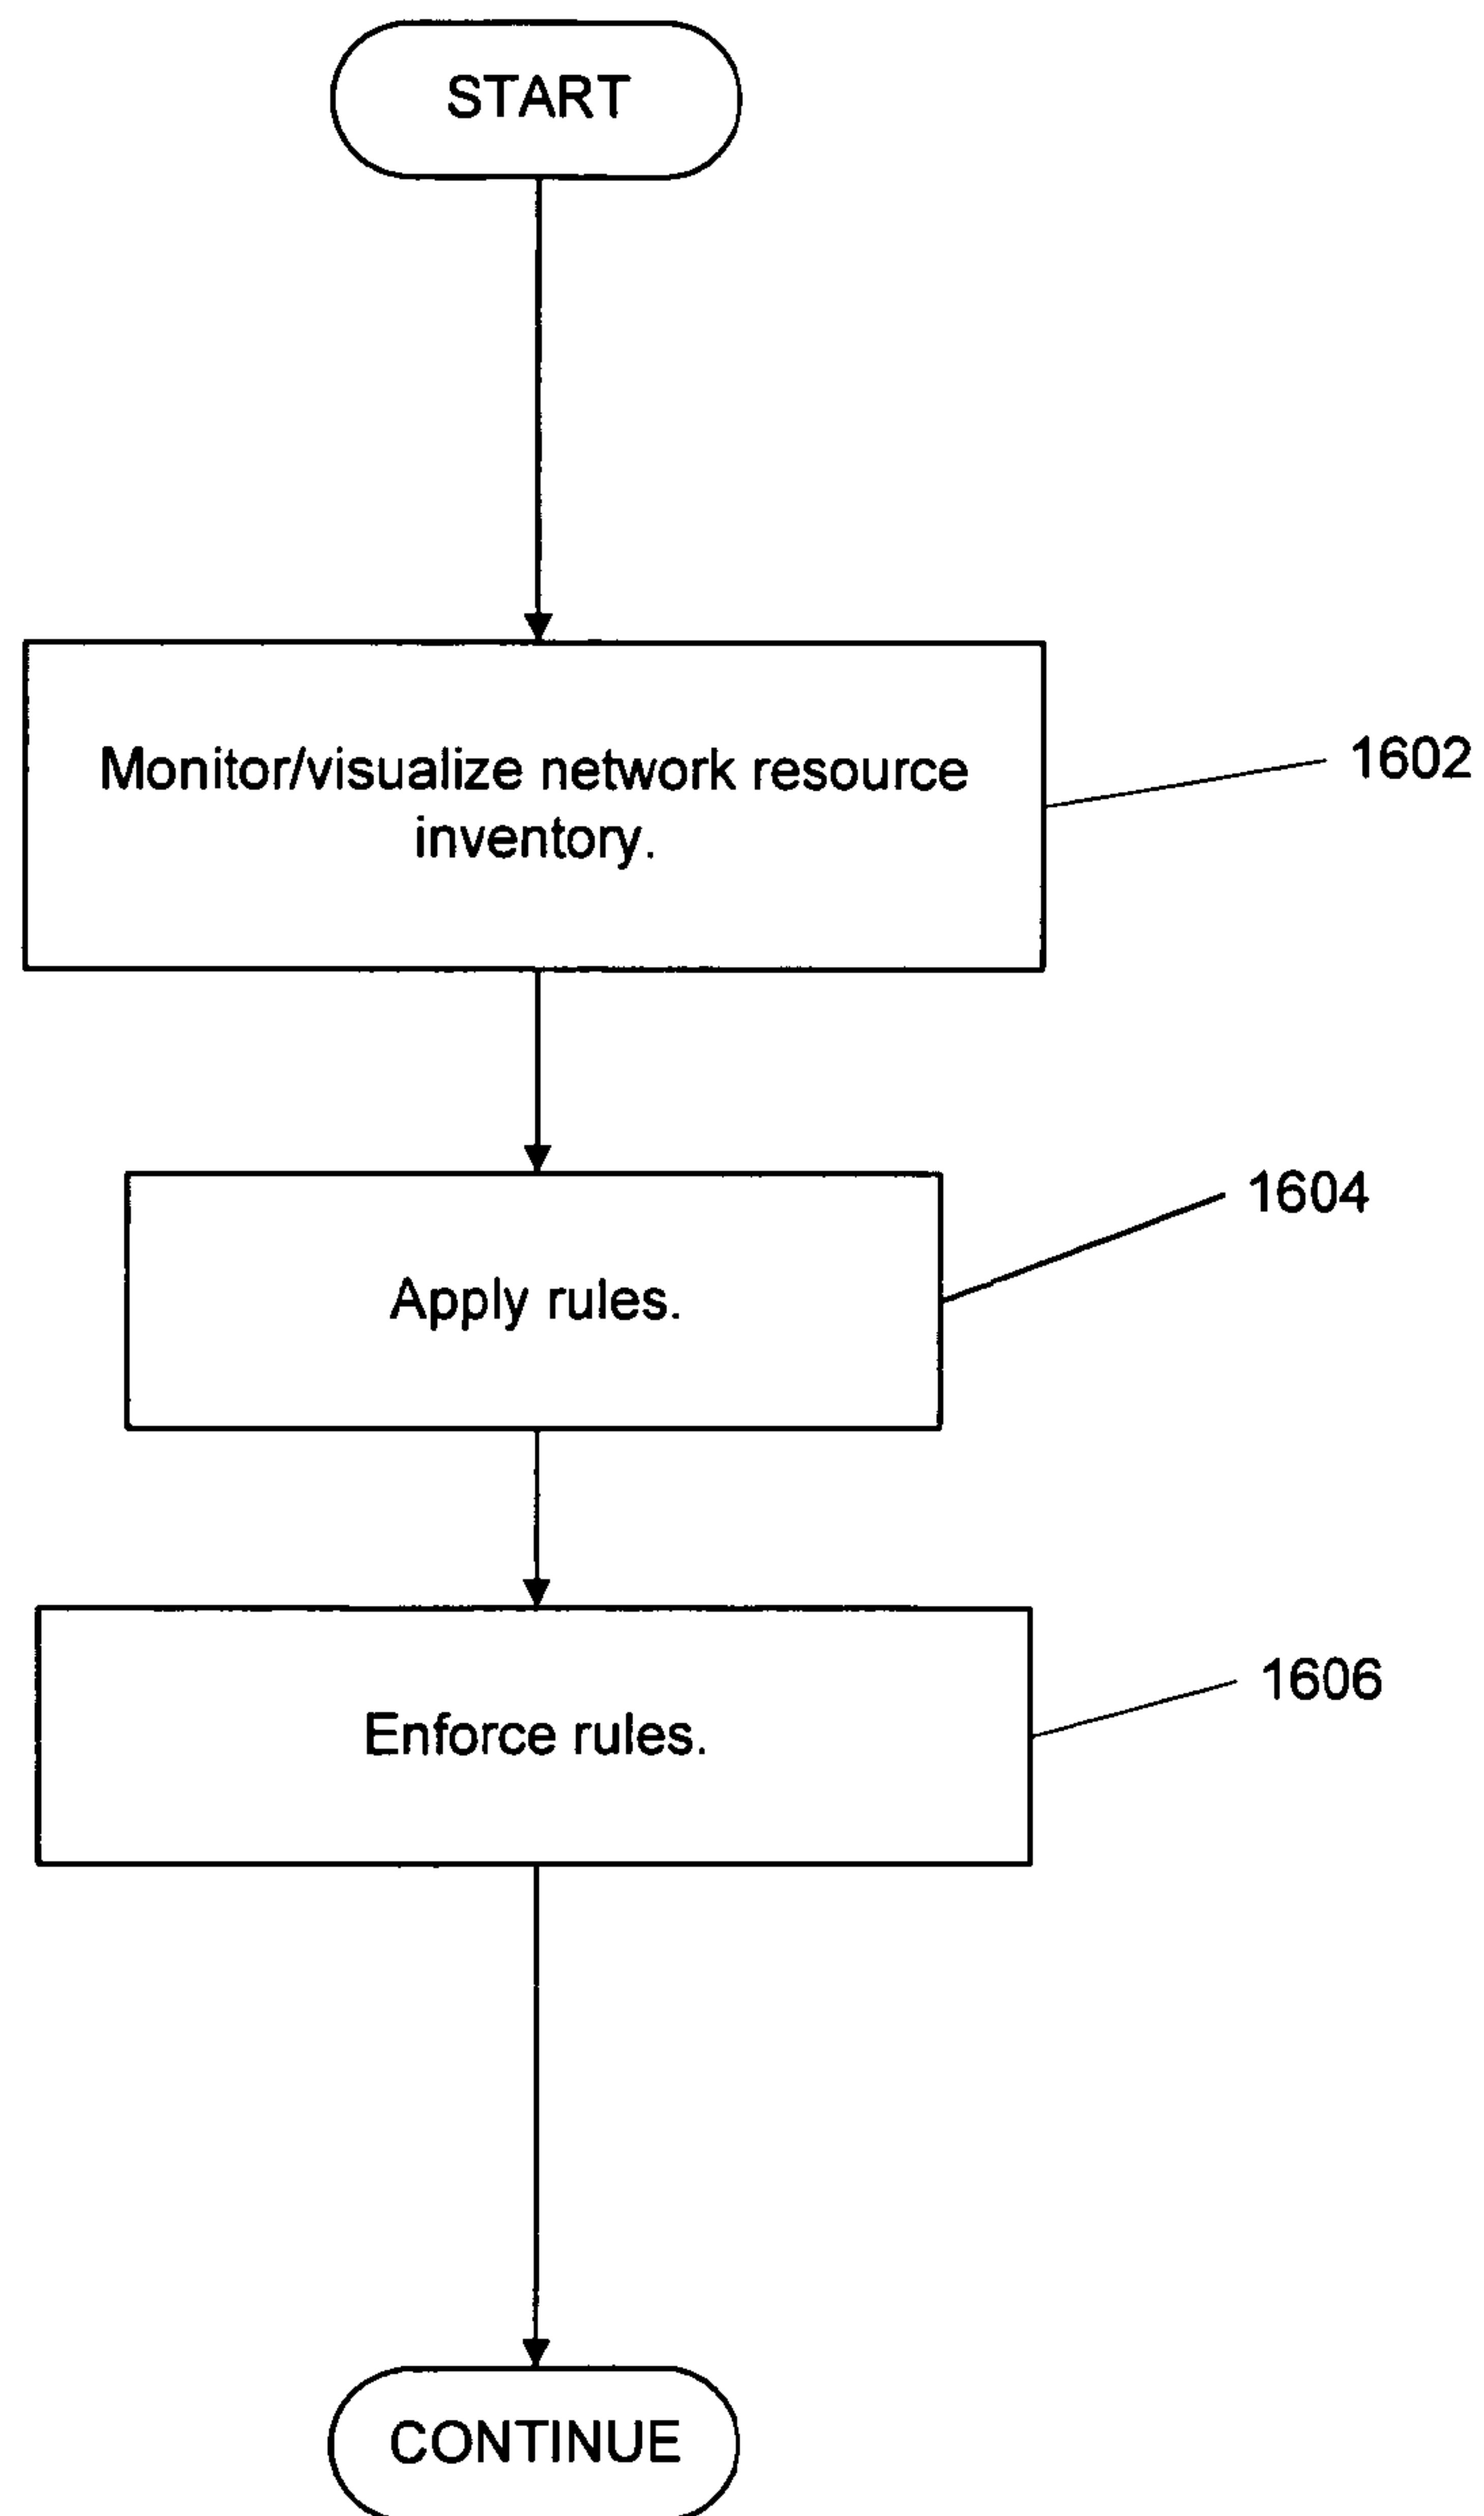 START
Monitor/visualize network resource
inventory.
1602
Apply rules.
1604
Enforce rules.
1606
CONTINUE